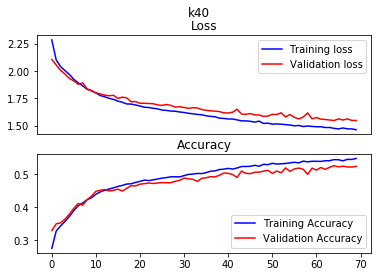 k40
Loss
2.25
2.00
1.75
1.50
Training loss
Validation loss
Accuracy
0.5
0.4
0.3
Training Accuracy
Validation Accuracy
0 10 20 30 40 50 60 70